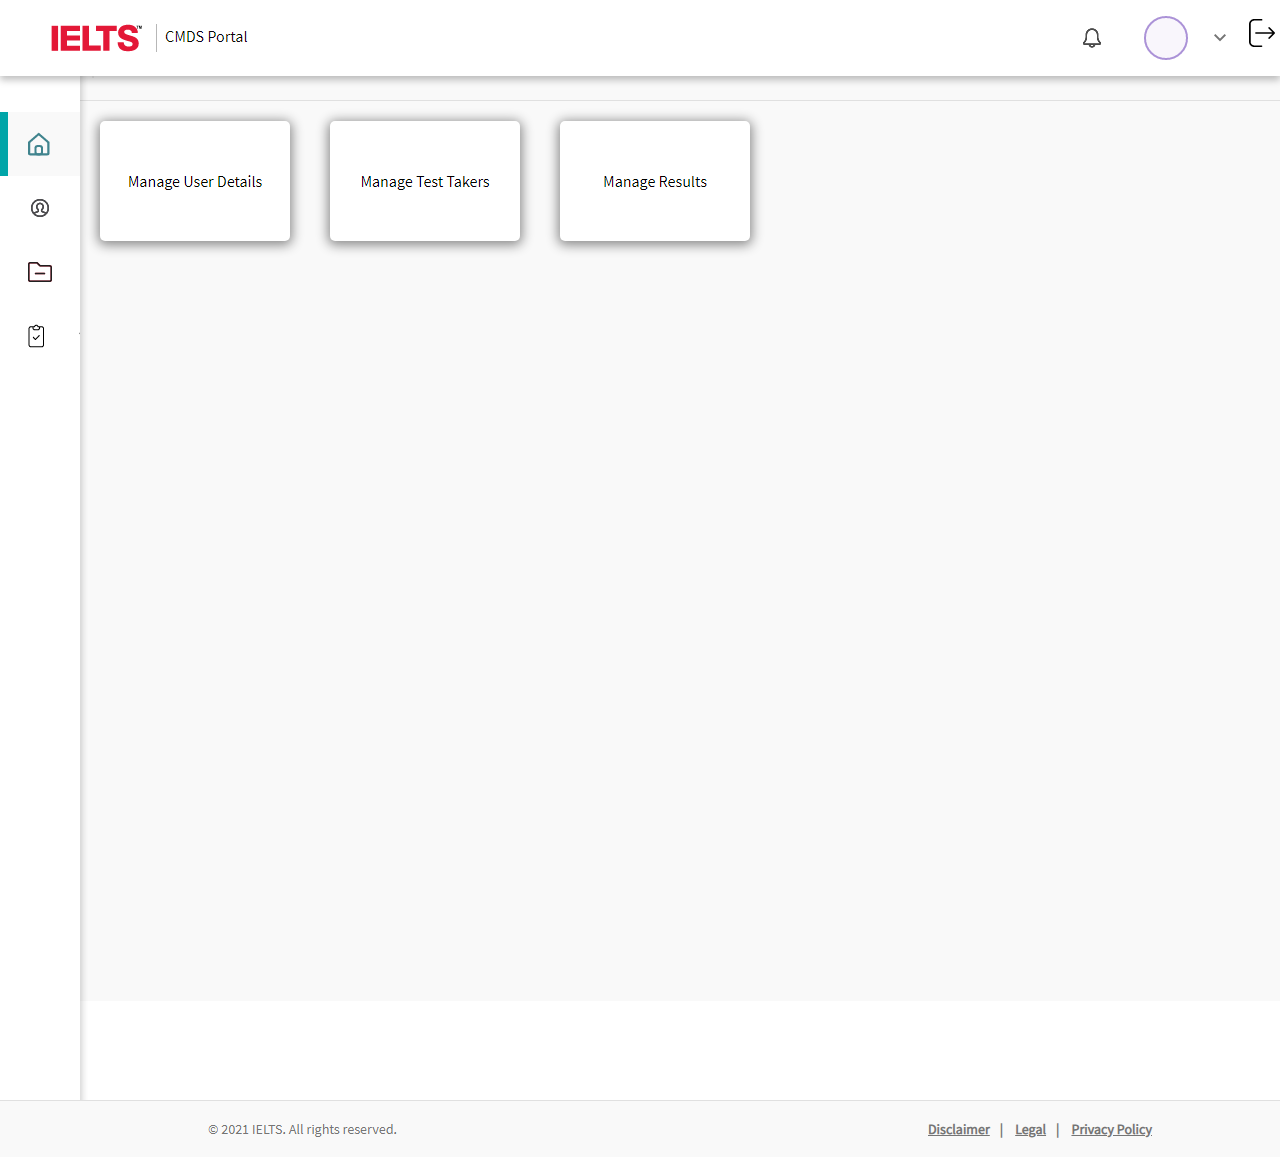 IELTS™ CMDS Portal
Manage User Details
Manage Test Takers
Manage Results
© 2021 IELTS. All rights reserved.
Disclaimer | Legal | Privacy Policy